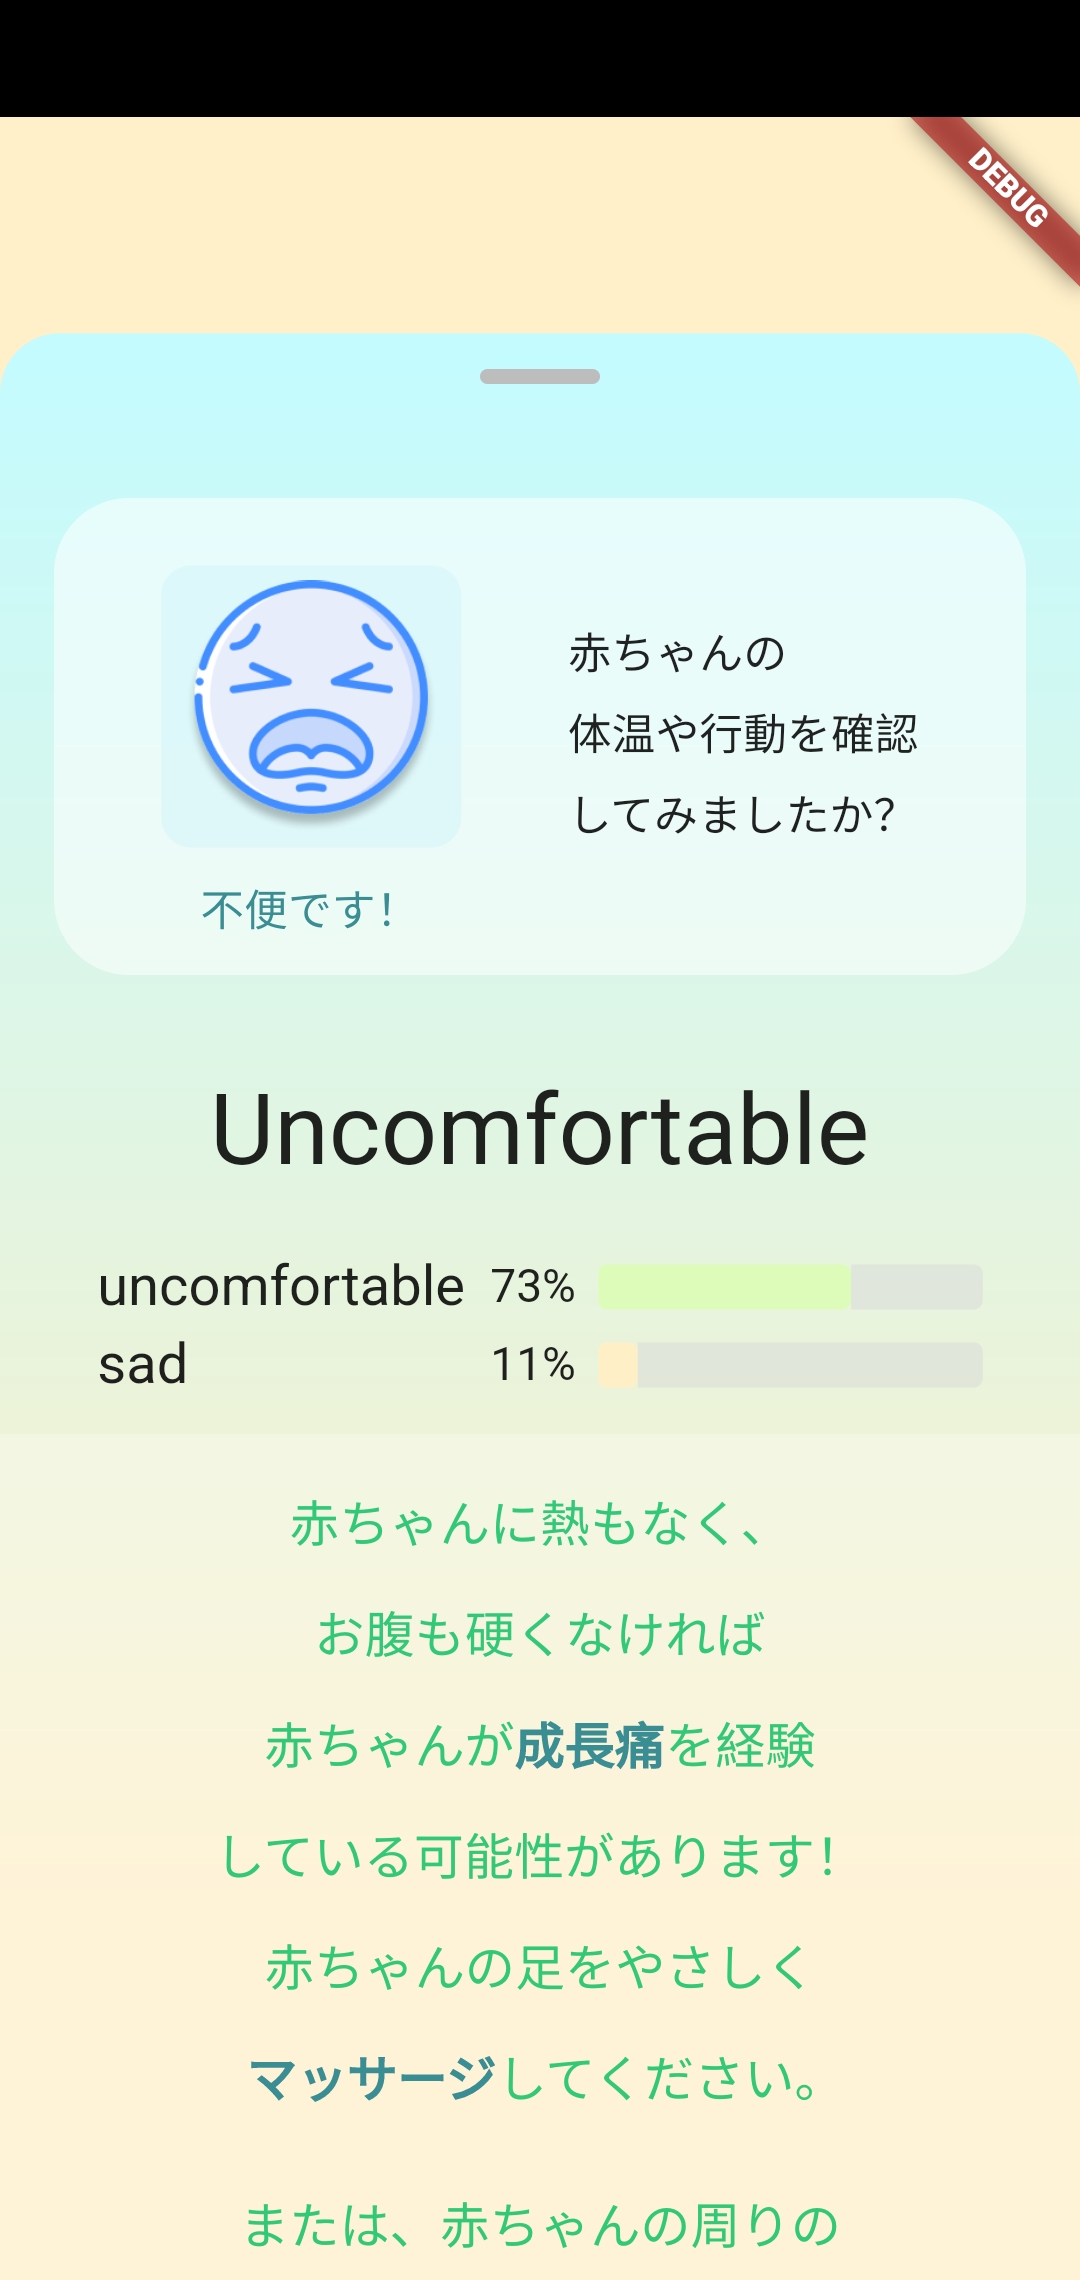 DEBUG
赤ちゃんの
体温や行動を確認
してみましたか？
不便です！
Uncomfortable
uncomfortable 73%
sad 11%
赤ちゃんに熱もなく、
お腹も硬くなければ
赤ちゃんが成長痛を経験
している可能性があります！
赤ちゃんの足をやさしく
マッサージしてください。
または、赤ちゃんの周りの